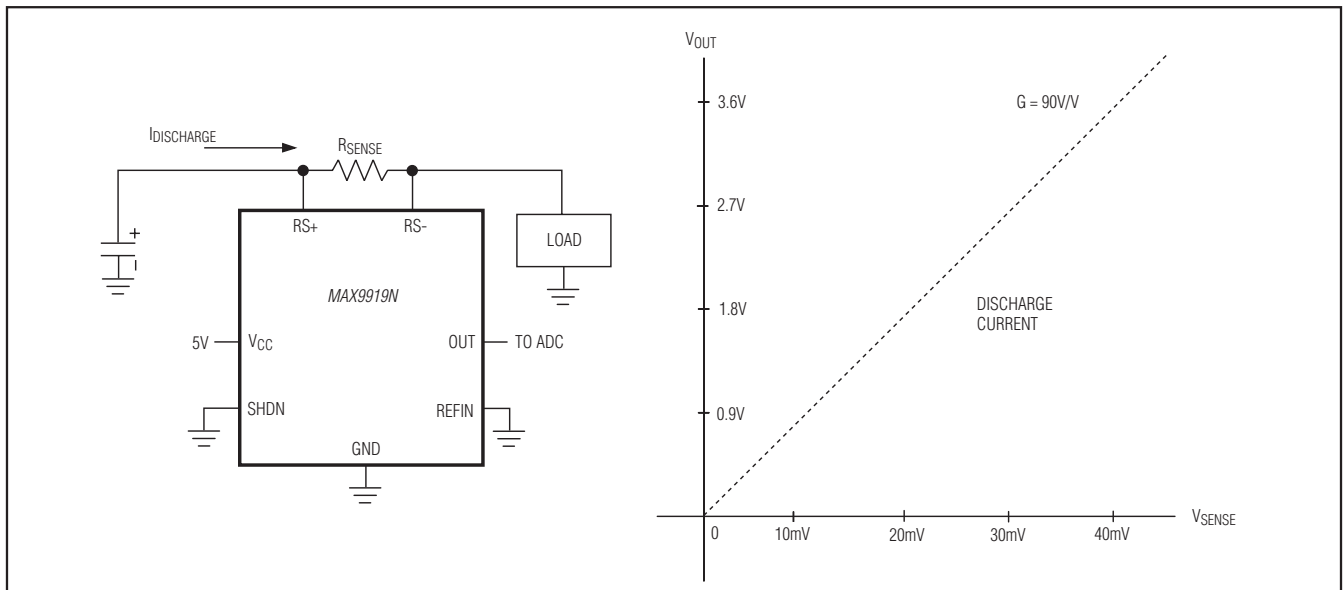 IDISCHARGE
RSENSE
RS+
RS-
+
–
LOAD
MAX9919N
5V
VCC
OUT
TO ADC
SHDN
REFIN
GND
VOUT
3.6V
G = 90V/V
2.7V
1.8V
DISCHARGE
CURRENT
0.9V
0
10mV
20mV
30mV
40mV
VSENSE